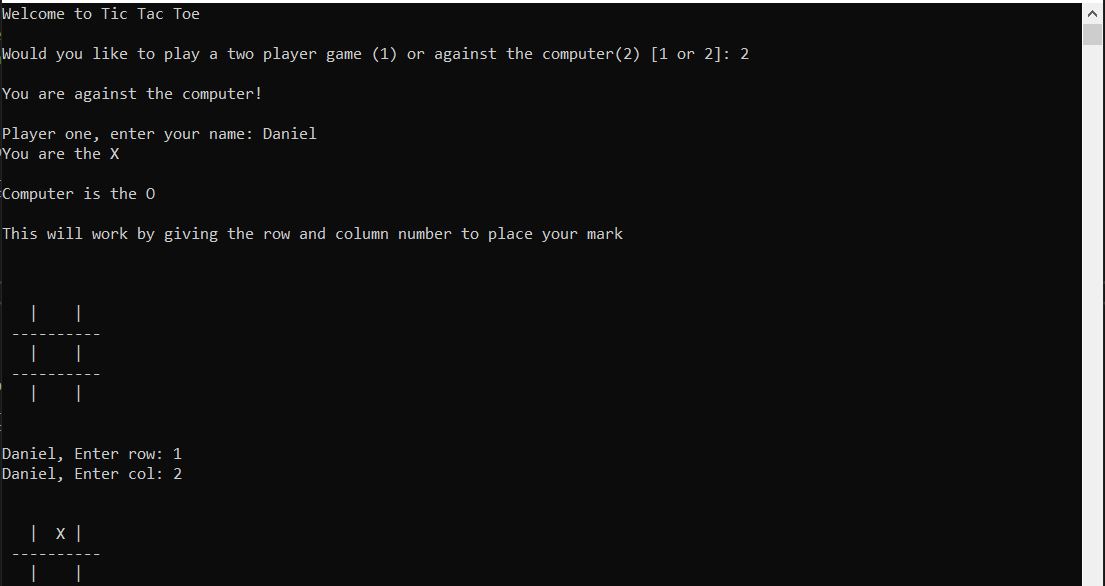 Welcome to Tic Tac Toe
Would you like to play a two player game (1) or against the computer(2) [1 or 2]: 2
You are against the computer!
Player one, enter your name: Daniel
You are the X
Computer is the O
This will work by giving the row and column number to place your mark
|    |
----------
|    |
----------
|    |
Daniel, Enter row: 1
Daniel, Enter col: 2
|  X |
----------
|    |